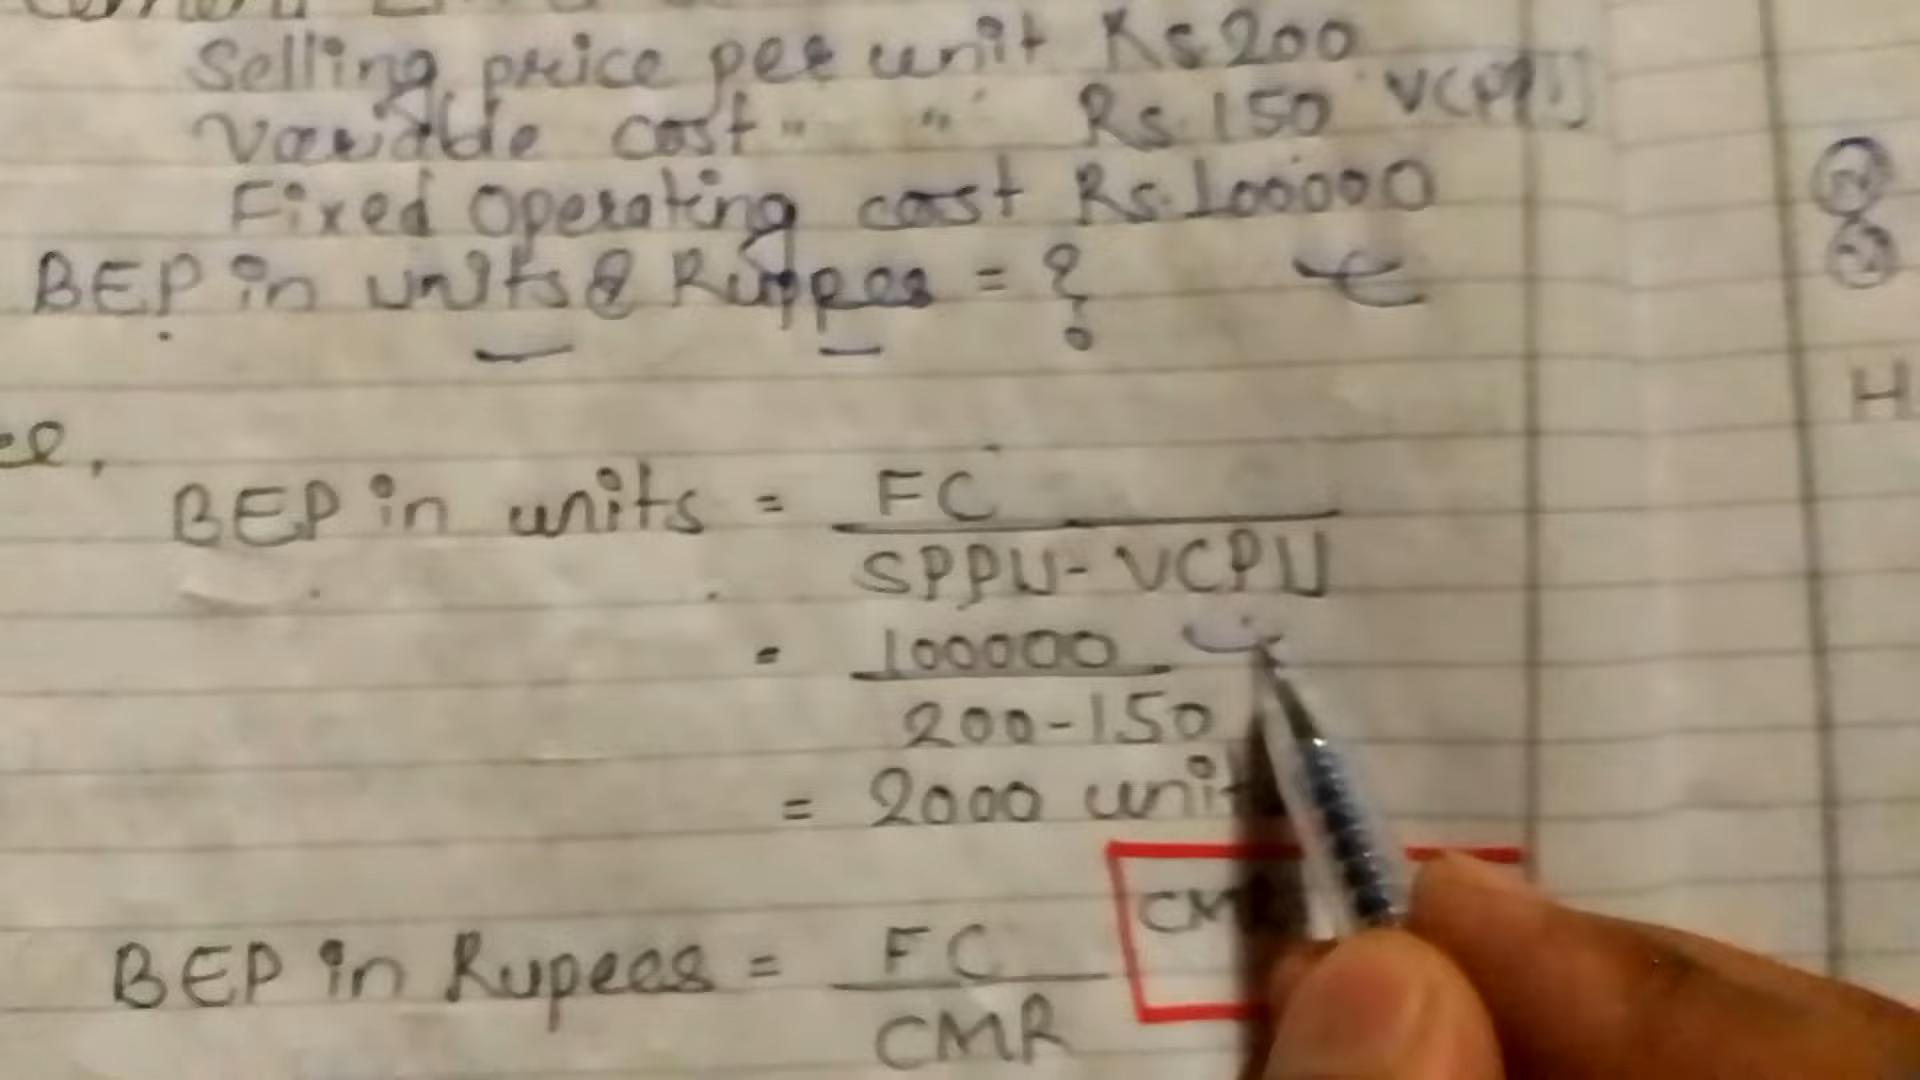 Selling price per unit Rs 200
Variable cost " " Rs. 150 VCPU
Fixed Operating cost Rs. 100000
BEP in units @ Ruppes = ?
BEP in units = FC
SPPU - VCPU
= 100000
200-150
= 2000 unit
CM
BEP in Rupees = FC
CMR
H